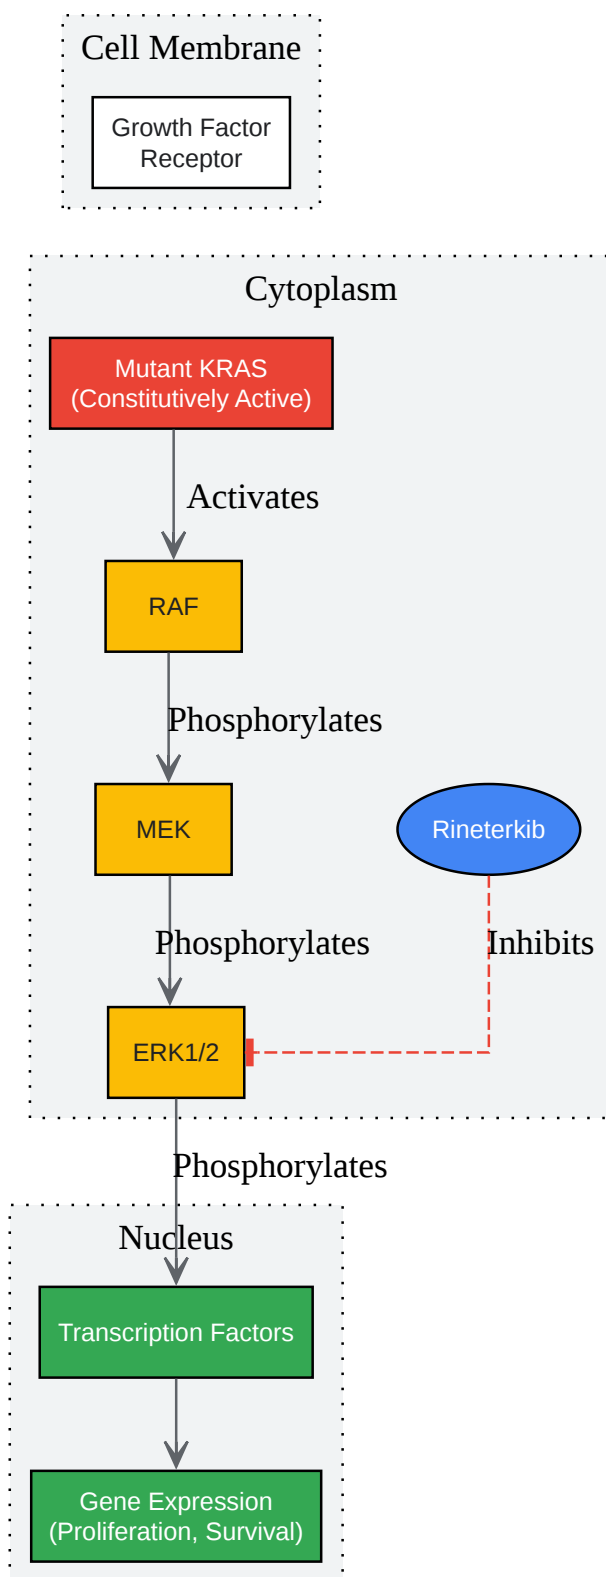 Cell Membrane
Growth Factor
Receptor
Cytoplasm
Mutant KRAS
(Constitutively Active)
Activates
RAF
Phosphorylates
MEK
Rineterkib
Phosphorylates
Inhibits
ERK1/2
Phosphorylates
Nucleus
Transcription Factors
Gene Expression
(Proliferation, Survival)